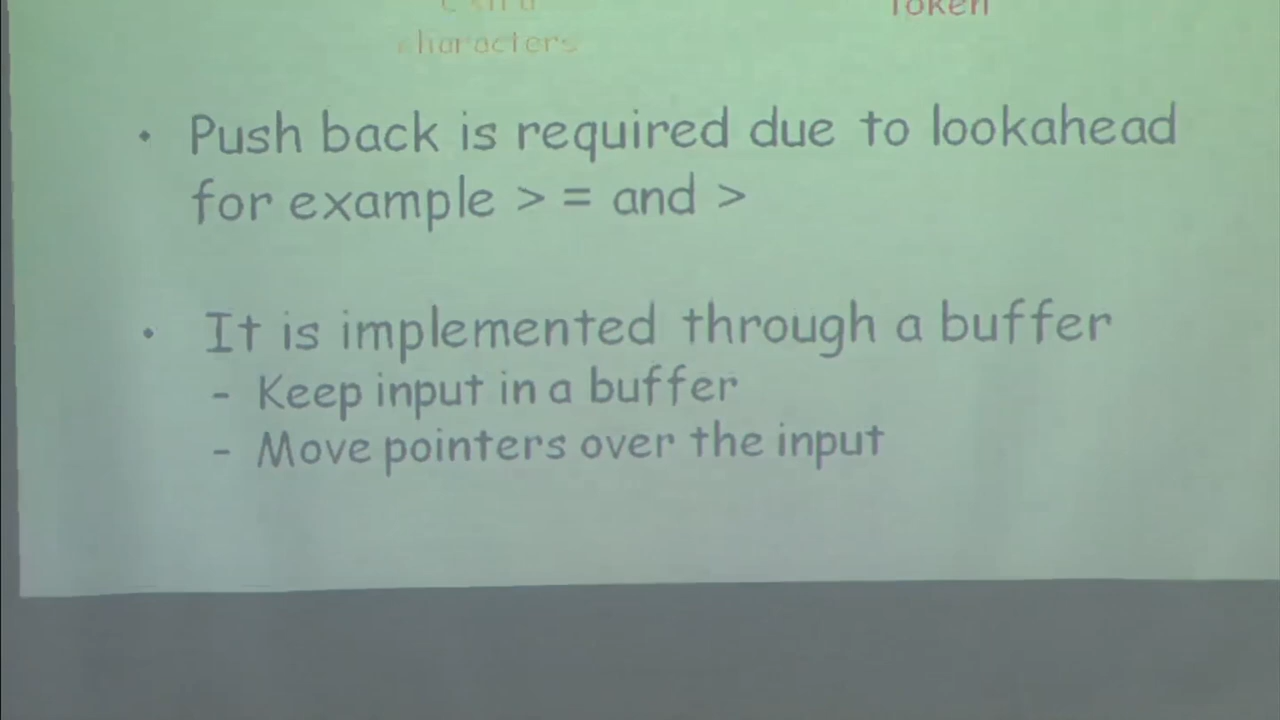 Token
characters
• Push back is required due to lookahead
for example > = and >
• It is implemented through a buffer
- Keep input in a buffer
- Move pointers over the input